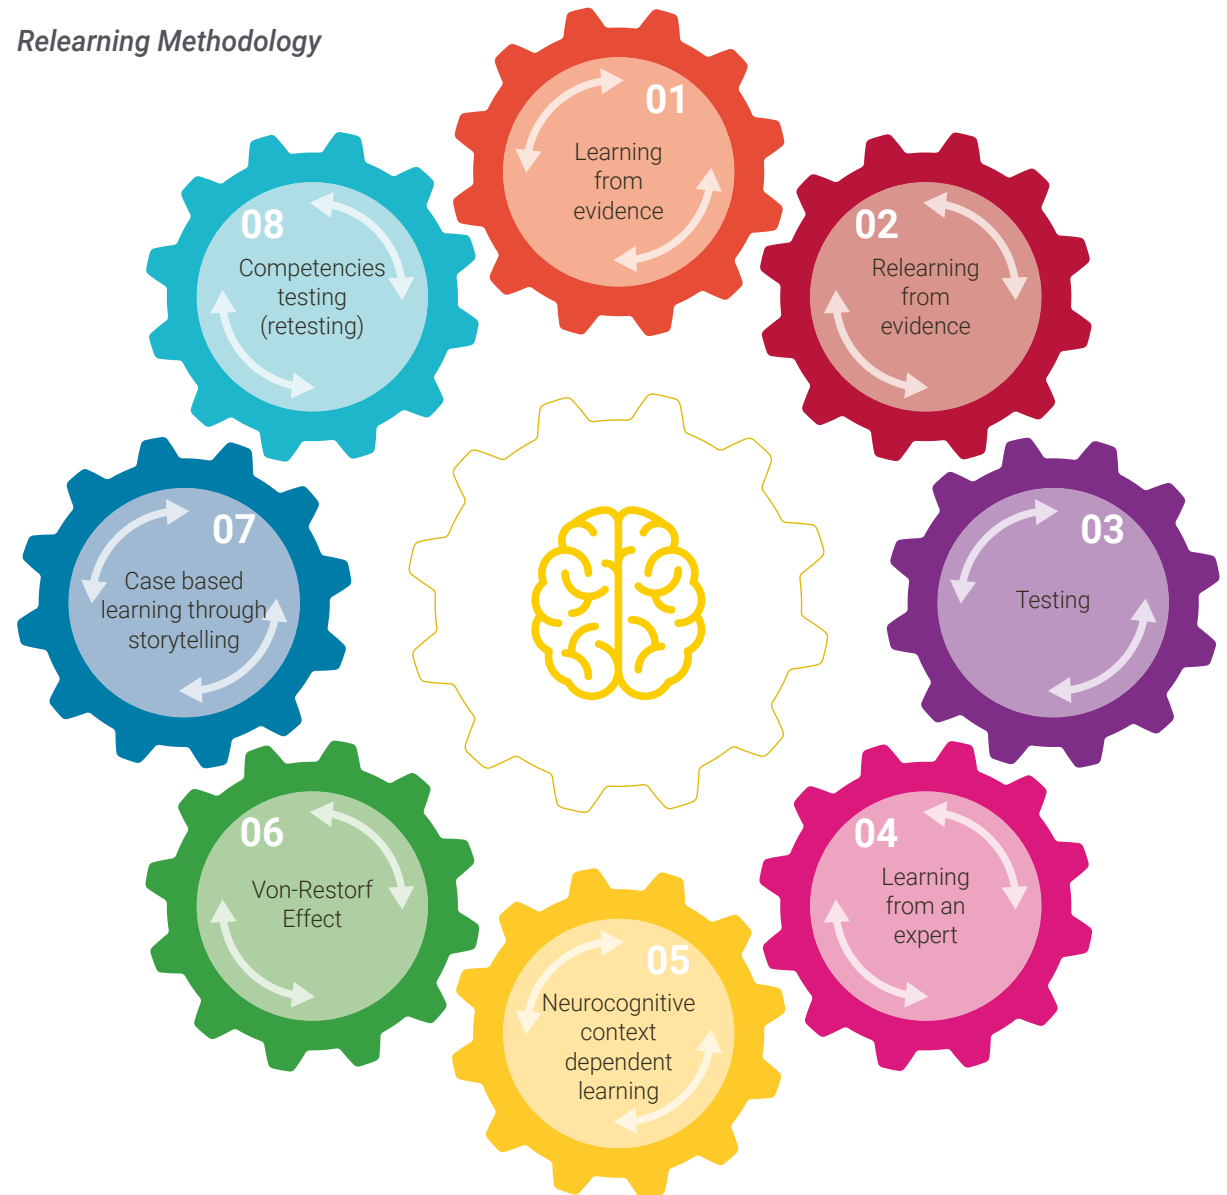 Relearning Methodology
01
Learning
from
evidence
02
Relearning
from
evidence
03
Testing
04
Learning
from an
expert
05
Neurocognitive
context
dependent
learning
06
Von-Restorf
Effect
07
Case based
learning through
storytelling
08
Competencies
testing
(retesting)